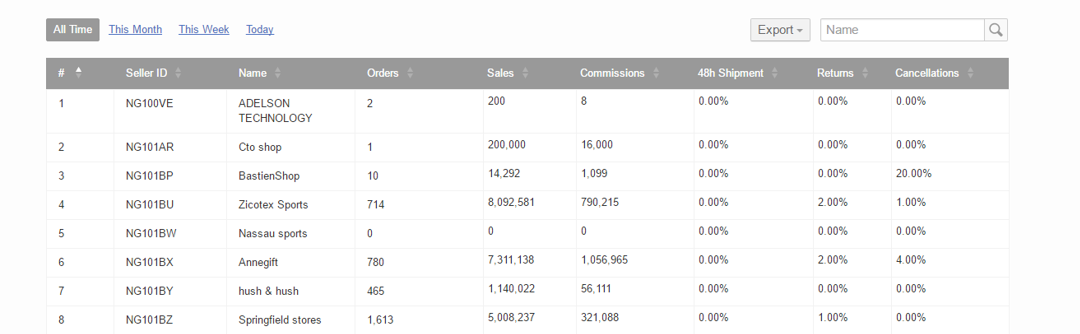 All Time This Month This Week Today Export Name
# Seller ID Name Orders Sales Commissions 48h Shipment Returns Cancellations
1 NG100VE ADELSON 2 200 8 0.00% 0.00% 0.00%
TECHNOLOGY
2 NG101AR Cto shop 1 200,000 16,000 0.00% 0.00% 0.00%
3 NG101BP BastienShop 10 14,292 1,099 0.00% 0.00% 20.00%
4 NG101BU Zicotex Sports 714 8,092,581 790,215 0.00% 2.00% 1.00%
5 NG101BW Nassau sports 0 0 0 0.00% 0.00% 0.00%
6 NG101BX Annegift 780 7,311,138 1,056,965 0.00% 2.00% 4.00%
7 NG101BY hush & hush 465 1,140,022 56,111 0.00% 0.00% 0.00%
8 NG101BZ Springfield stores 1,613 5,008,237 321,088 0.00% 1.00% 0.00%